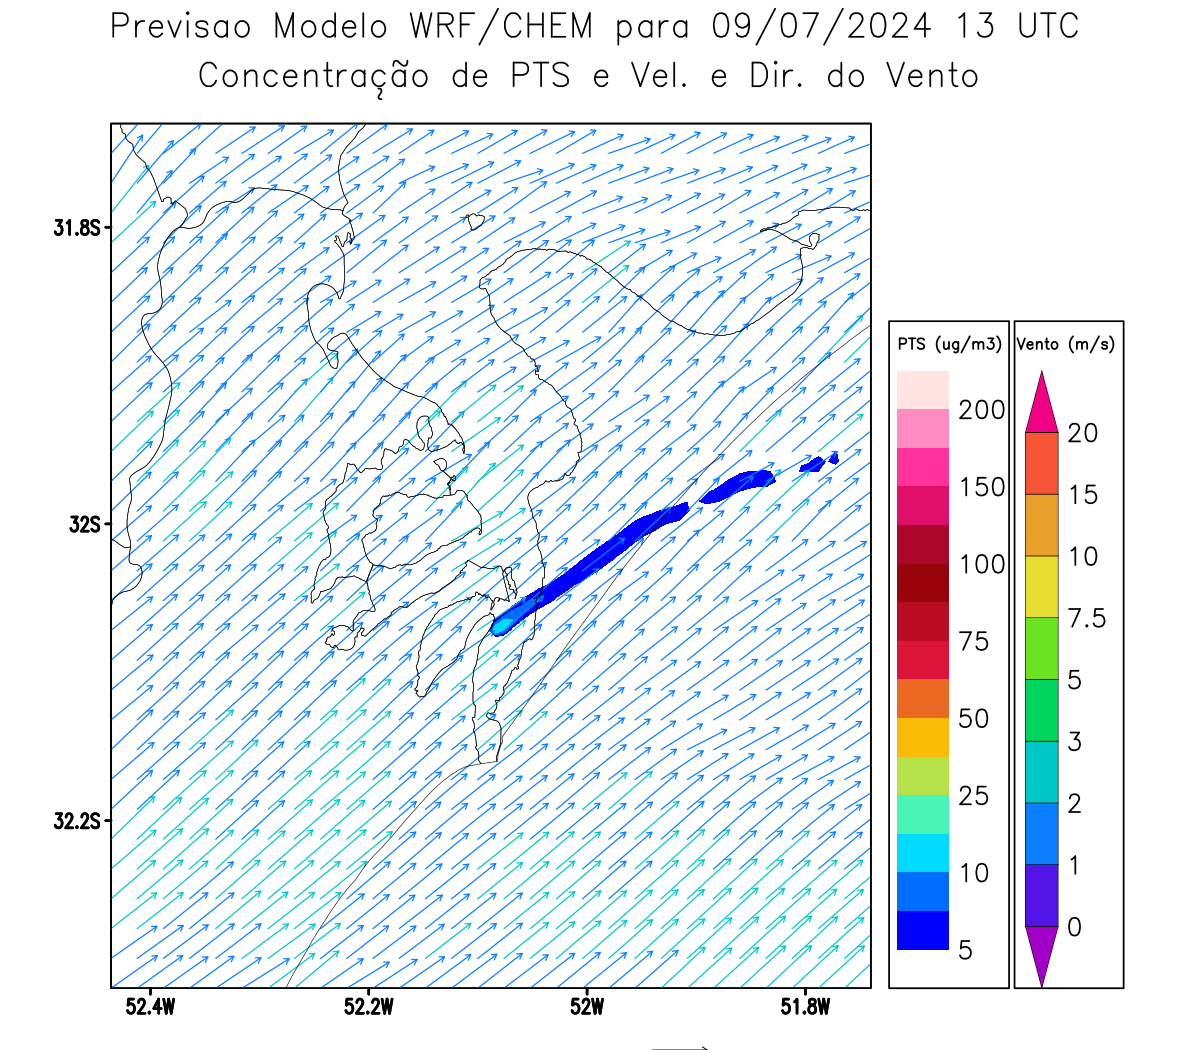 Previsao Modelo WRF/CHEM para 09/07/2024 13 UTC
Concentração de PTS e Vel. e Dir. do Vento
31.8S
32S
32.2S
52.4W 52.2W 52W 51.8W
PTS (ug/m3)
200
150
100
75
50
25
10
5
Vento (m/s)
20
15
10
7.5
5
3
2
1
0